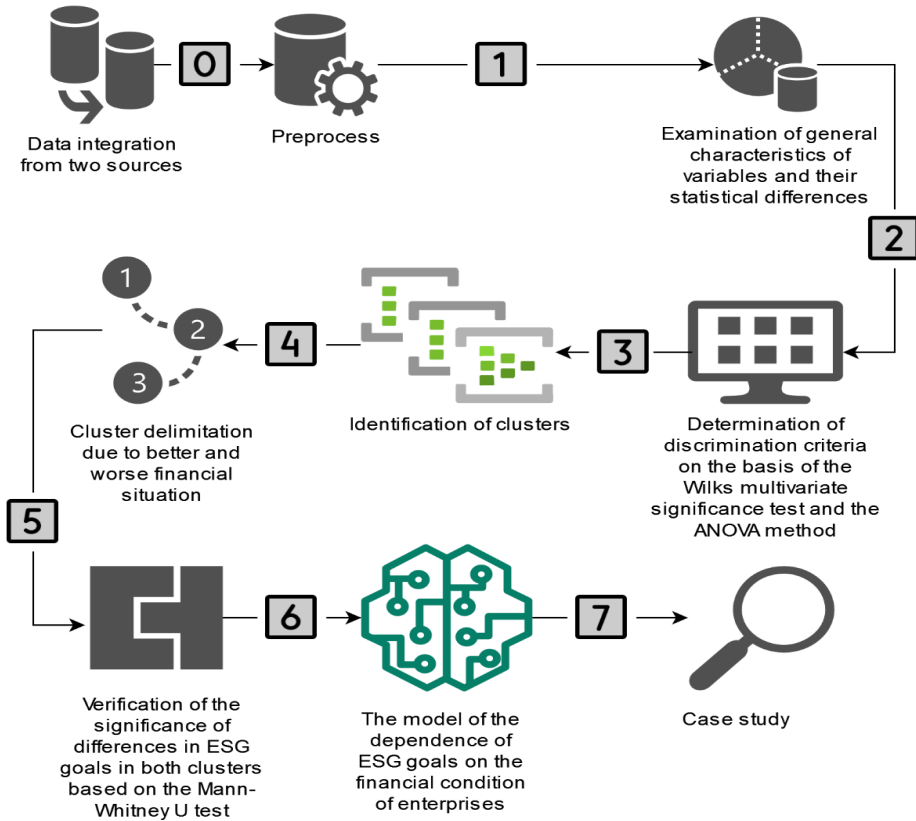 0
1
Data integration
from two sources
Preprocess
Examination of general
characteristics of
variables and their
statistical differences
2
1
2
3
4
3
Cluster delimitation
due to better and
worse financial
situation
Identification of clusters
Determination of
discrimination criteria
on the basis of the
Wilks multivariate
significance test and the
ANOVA method
5
6
7
Verification of the
significance of
differences in ESG
goals in both clusters
based on the Mann-
Whitney U test
The model of the
dependence of
ESG goals on the
financial condition
of enterprises
Case study